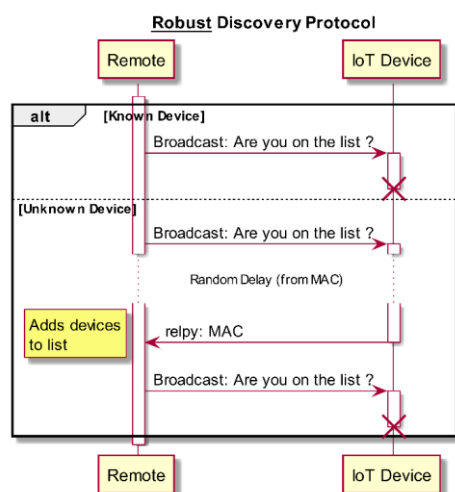 Robust Discovery Protocol
Remote
IoT Device
alt
[Known Device]
Broadcast: Are you on the list ?
[Unknown Device]
Broadcast: Are you on the list ?
Random Delay (from MAC)
Adds devices
to list
relpy: MAC
Broadcast: Are you on the list ?
Remote
IoT Device